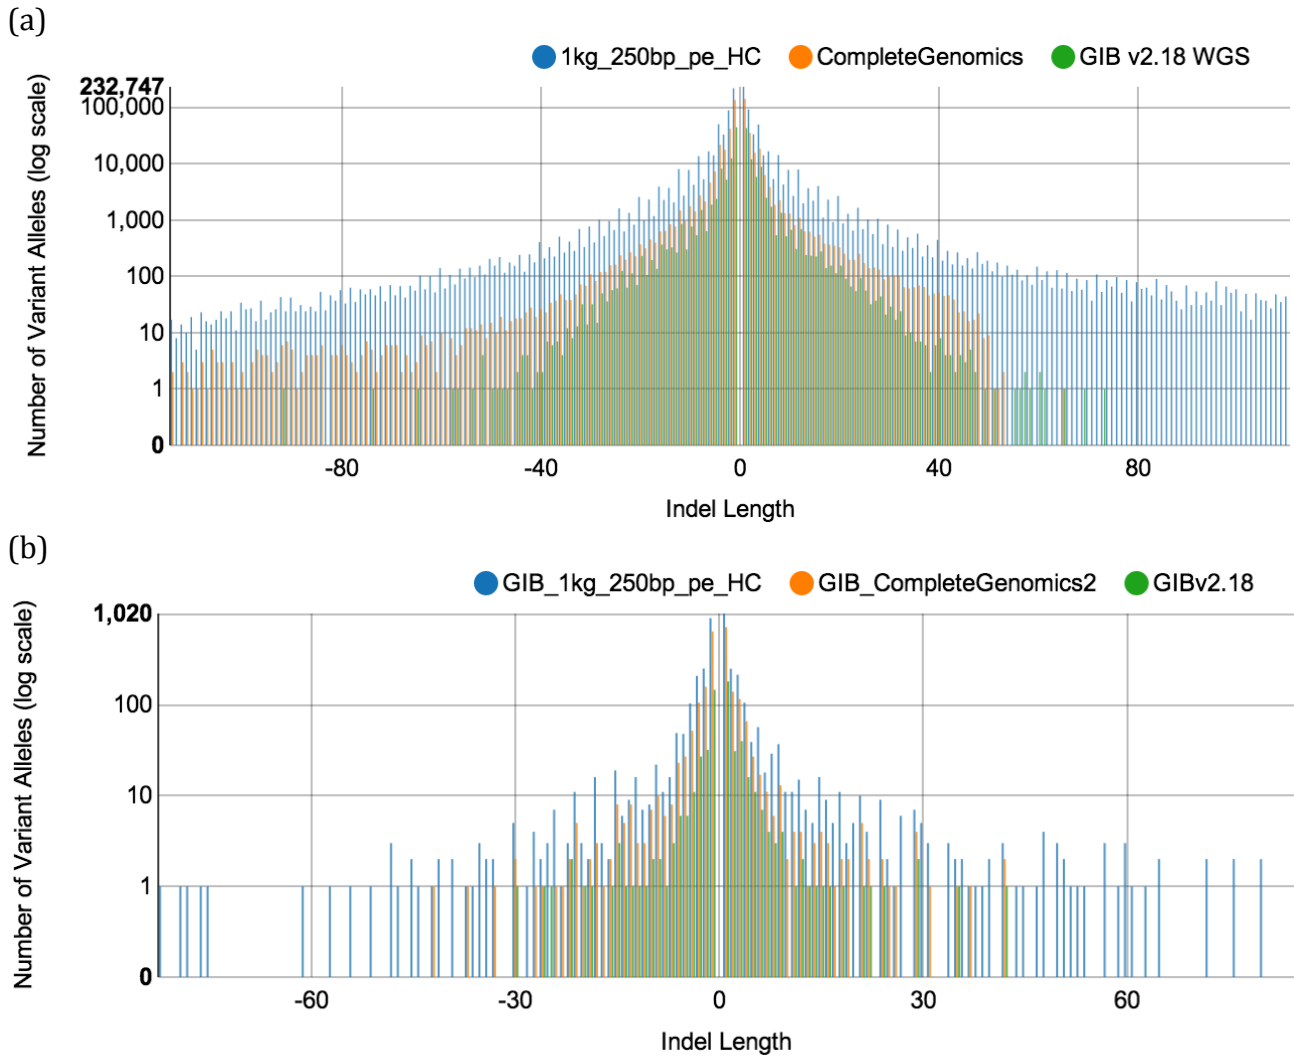 (a)
1kg_250bp_pe_HC CompleteGenomics GIB v2.18 WGS
Number of Variant Alleles (log scale)
232,747
100,000
10,000
1,000
100
10
1
0
-80 -40 0 40 80
Indel Length
(b)
GIB_1kg_250bp_pe_HC GIB_CompleteGenomics2 GIBv2.18
Number of Variant Alleles (log scale)
1,020
100
10
1
0
-60 -30 0 30 60
Indel Length